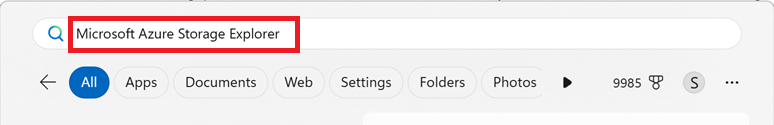 Microsoft Azure Storage Explorer
All Apps Documents Web Settings Folders Photos 9985 S ...